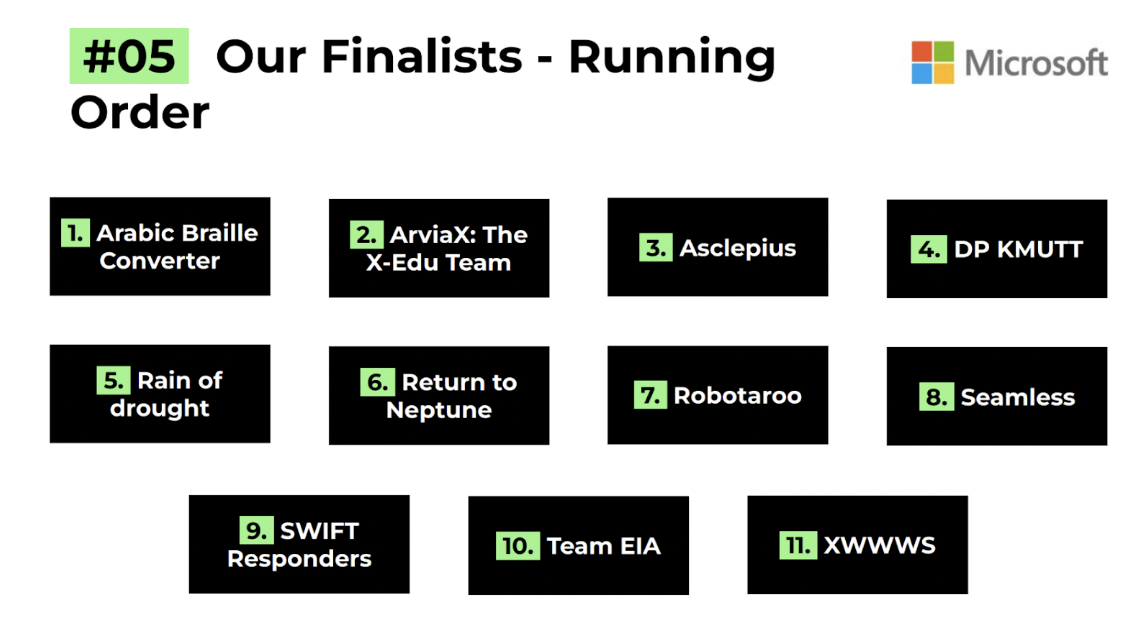 #05 Our Finalists - Running
Order
Microsoft
1. Arabic Braille
Converter
2. ArviaX: The
X-Edu Team
3. Asclepius
4. DP KMUTT
5. Rain of
drought
6. Return to
Neptune
7. Robotaroo
8. Seamless
9. SWIFT
Responders
10. Team EIA
11. XWWWS